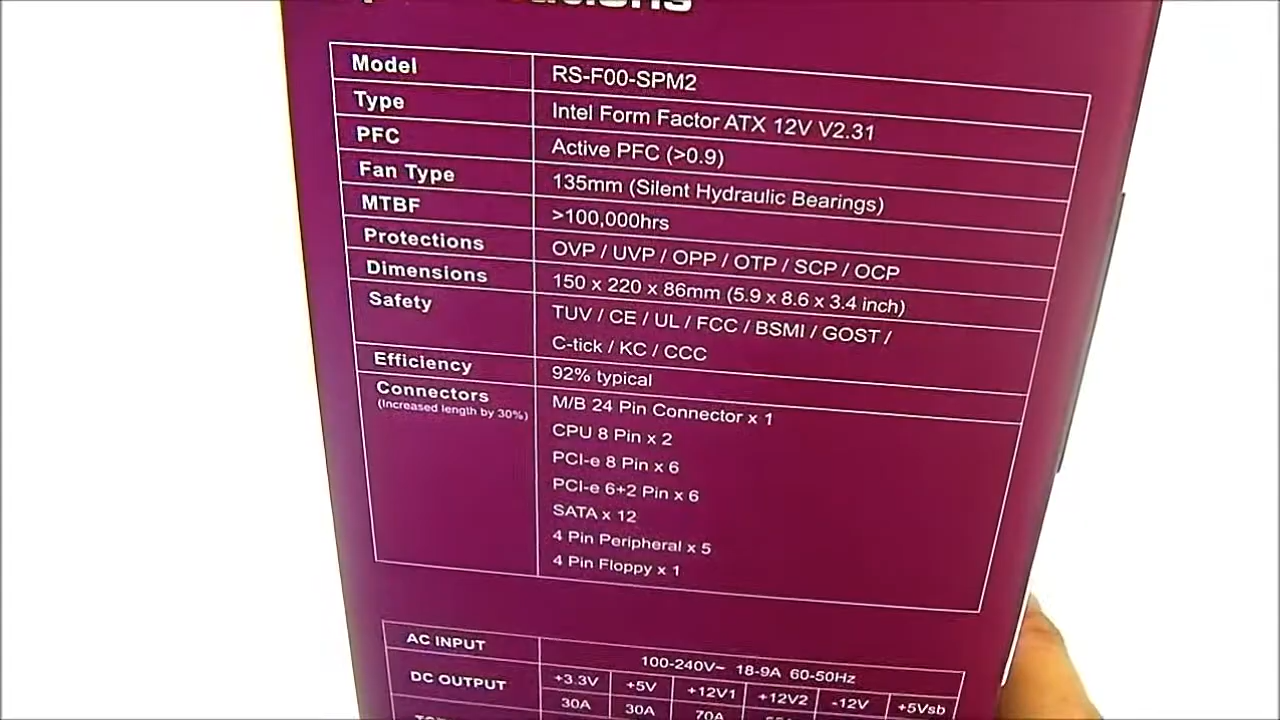 Model RS-F00-SPM2
Type Intel Form Factor ATX 12V V2.31
PFC Active PFC (>0.9)
Fan Type 135mm (Silent Hydraulic Bearings)
MTBF >100,000hrs
Protections OVP / UVP / OPP / OTP / SCP / OCP
Dimensions 150 x 220 x 86mm (5.9 x 8.6 x 3.4 inch)
Safety TUV / CE / UL / FCC / BSMI / GOST /
C-tick / KC / CCC
Efficiency 92% typical
Connectors M/B 24 Pin Connector x 1
(Increased length by 30%)
CPU 8 Pin x 2
PCI-e 8 Pin x 6
PCI-e 6+2 Pin x 6
SATA x 12
4 Pin Peripheral x 5
4 Pin Floppy x 1
AC INPUT 100-240V~ 18-9A 60-50Hz
DC OUTPUT +3.3V +5V +12V1 +12V2 -12V +5Vsb
30A 30A 70A